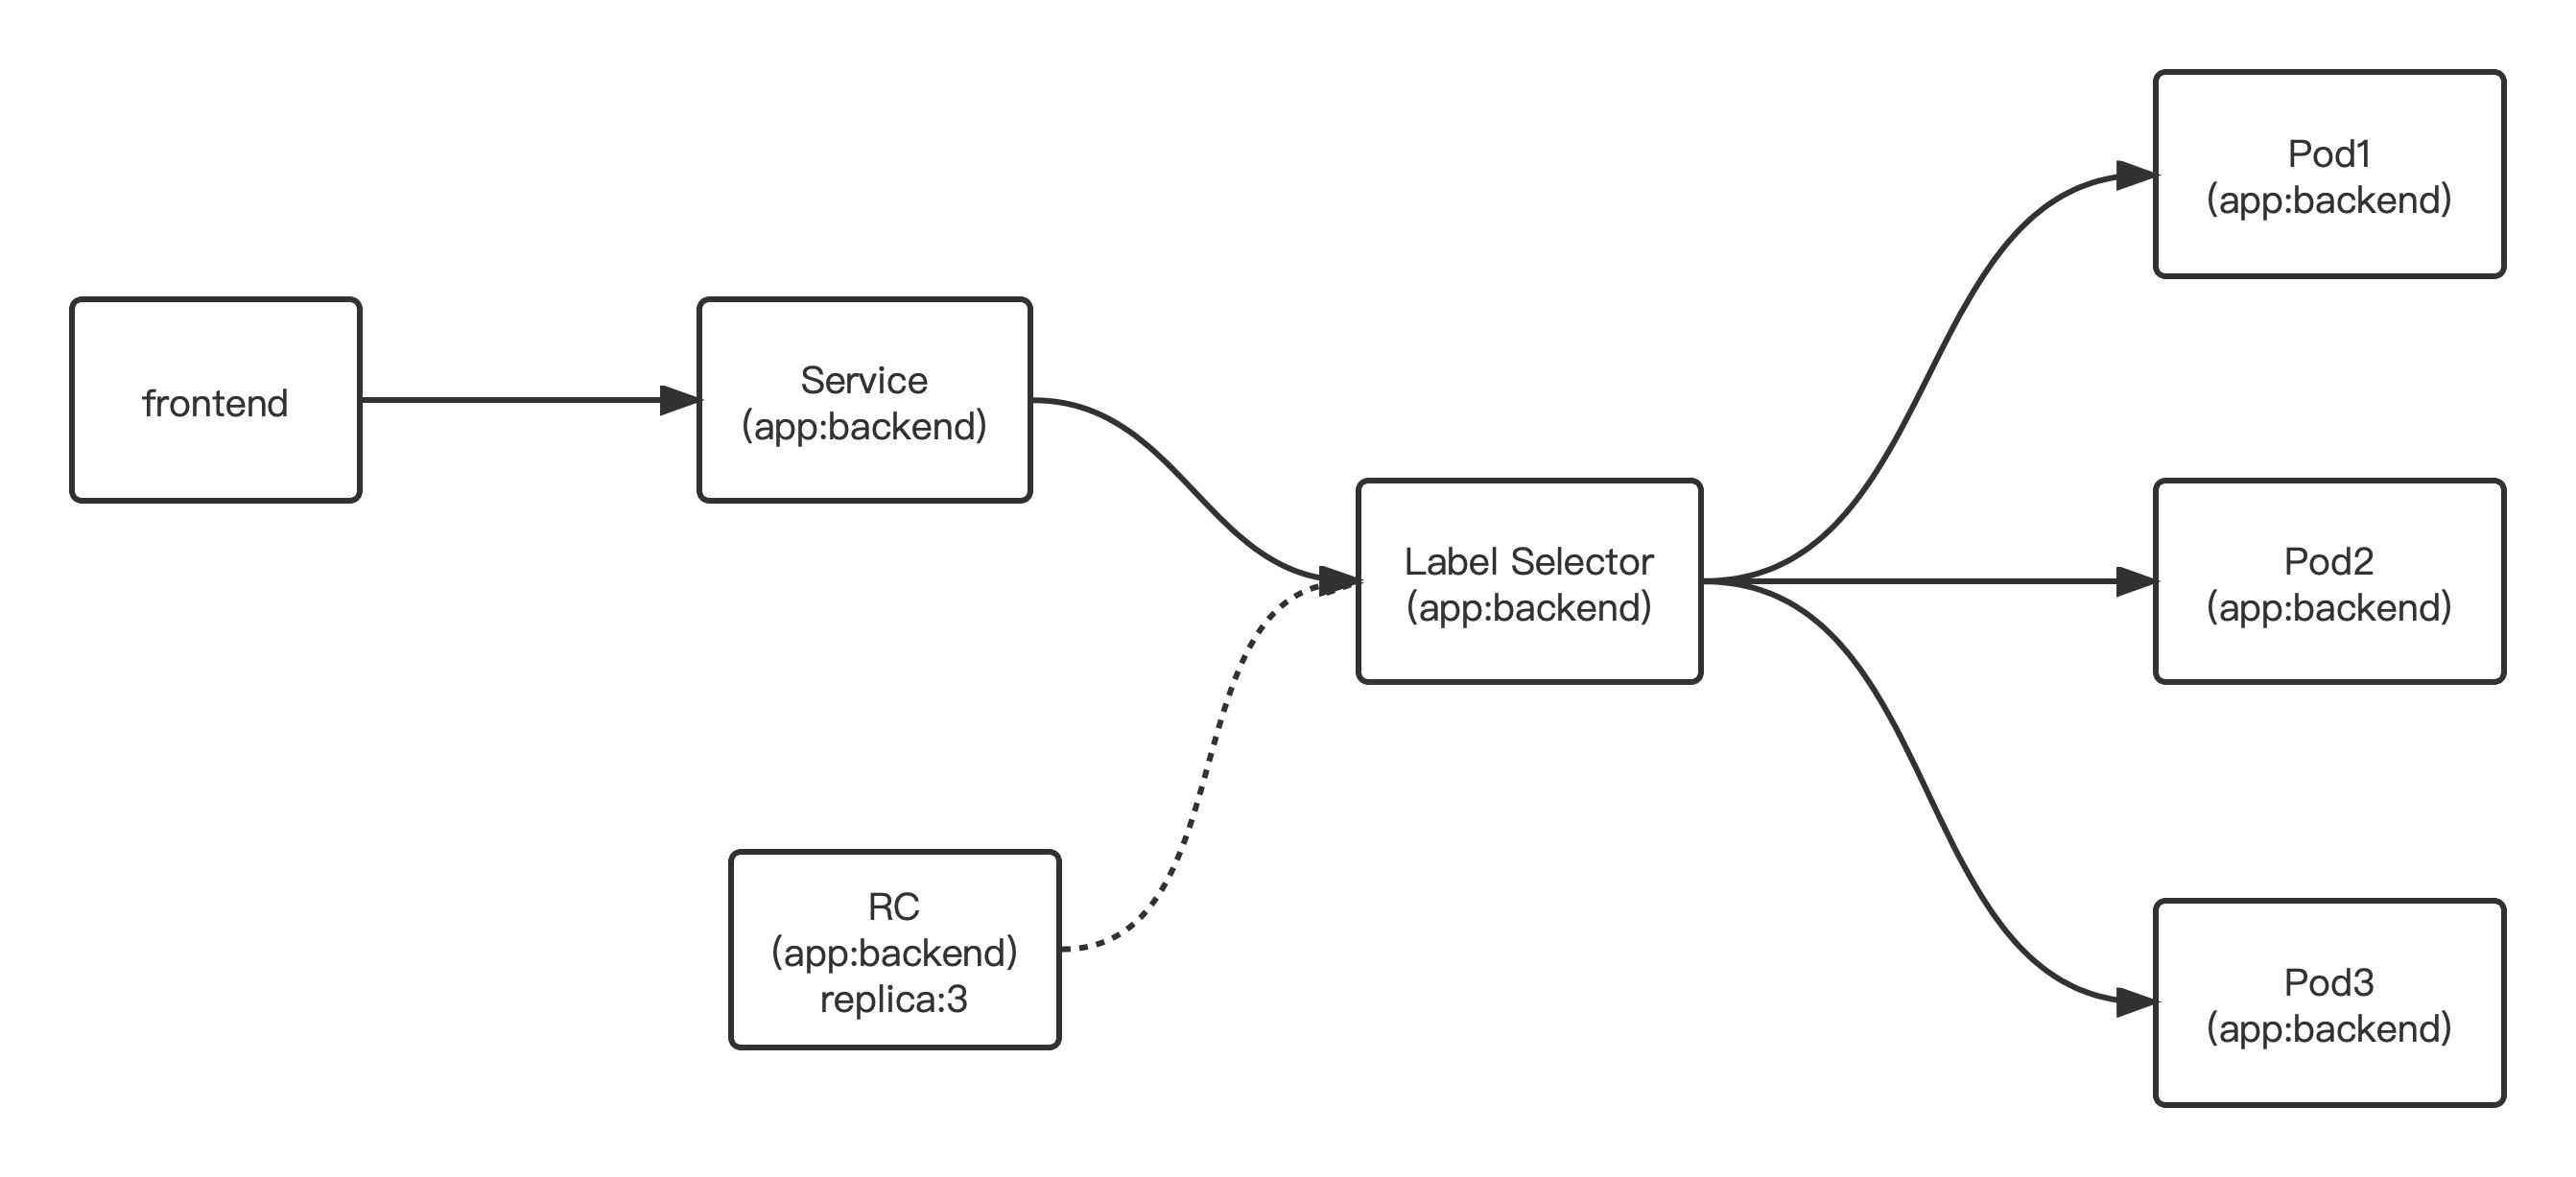 frontend
Service
(app:backend)
RC
(app:backend)
replica:3
Label Selector
(app:backend)
Pod1
(app:backend)
Pod2
(app:backend)
Pod3
(app:backend)